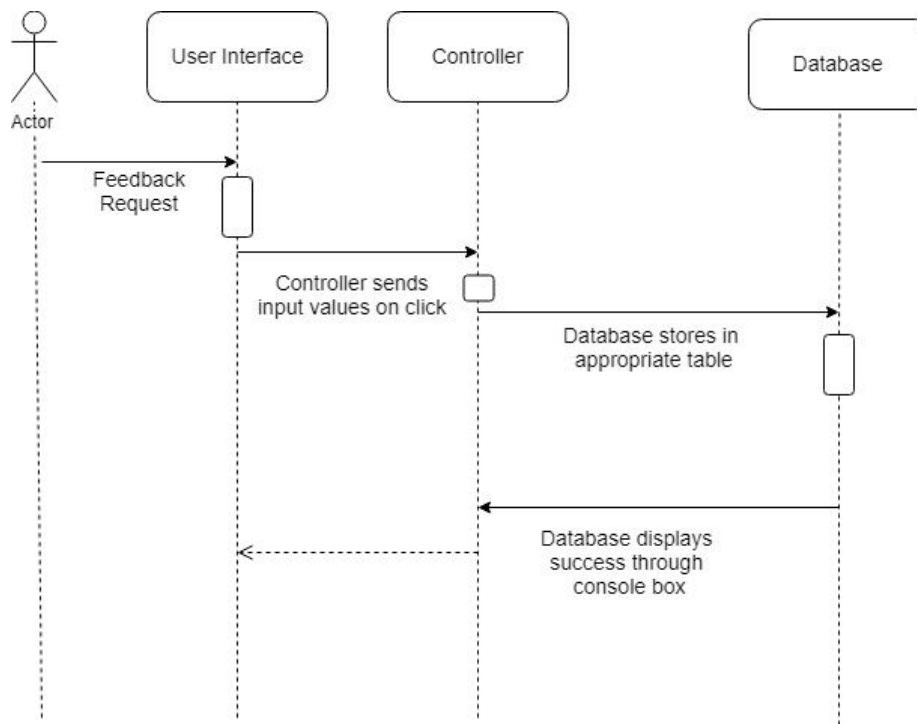 User Interface
Controller
Database
Actor
Feedback
Request
Controller sends
input values on click
Database stores in
appropriate table
Database displays
success through
console box